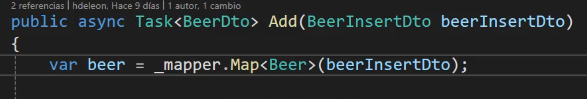 2 referencias | hdeleon, Hace 9 días | 1 autor, 1 cambio
public async Task<BeerDto> Add(BeerInsertDto beerInsertDto)
{
var beer = _mapper.Map<Beer>(beerInsertDto);